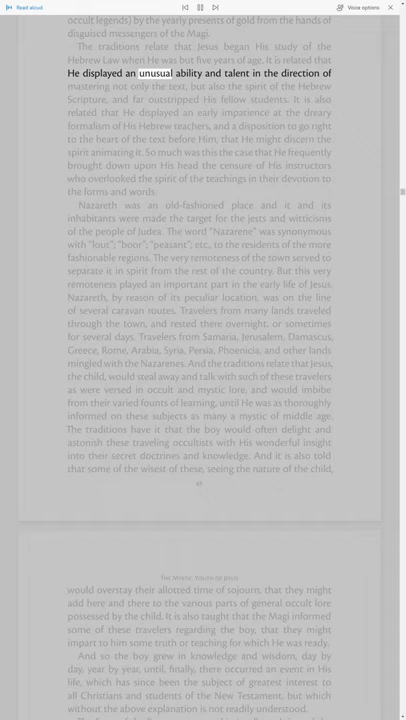 Read aloud
Voice options
occult legends) by the yearly presents of gold from the hands of
disguised messengers of the Magi.
The traditions relate that Jesus began His study of the
Hebrew Law when He was but five years of age. It is related that
He displayed an unusual ability and talent in the direction of
mastering not only the text, but also the spirit of the Hebrew
Scripture, and far outstripped His fellow students. It is also
related that He displayed an early impatience at the dreary
formalism of His Hebrew teachers, and a disposition to go right
to the heart of the text before Him, that He might discern the
spirit animating it. So much was this the case that He frequently
brought down upon His head the censure of His instructors
who overlooked the spirit of the teachings in their devotion to
the forms and words.
Nazareth was an old-fashioned place and it and its
inhabitants were made the target for the jests and witticisms
of the people of Judea. The word "Nazarene" was synonymous
with "lout"; "boor"; "peasant"; etc., to the residents of the more
fashionable regions. The very remoteness of the town served to
separate it in spirit from the rest of the country. But this very
remoteness played an important part in the early life of Jesus.
Nazareth, by reason of its peculiar location, was on the line
of several caravan routes. Travelers from many lands traveled
through the town, and rested there overnight, or sometimes
for several days. Travelers from Samaria, Jerusalem, Damascus,
Greece, Rome, Arabia, Syria, Persia, Phoenicia, and other lands
mingled with the Nazarenes. And the traditions relate that Jesus,
the child, would steal away and talk with such of these travelers
as were versed in occult and mystic lore, and would imbibe
from their varied founts of learning, until He was as thoroughly
informed on these subjects as many a mystic of middle age.
The traditions have it that the boy would often delight and
astonish these traveling occultists with His wonderful insight
into their secret doctrines and knowledge. And it is also told
that some of the wisest of these, seeing the nature of the child,
The Mystic Youth of Jesus
would overstay their allotted time of sojourn, that they might
add here and there to the various parts of general occult lore
possessed by the child. It is also taught that the Magi informed
some of these travelers regarding the boy, that they might
impart to him some truth or teaching for which He was ready.
And so the boy grew in knowledge and wisdom, day by
day, year by year, until, finally, there occurred an event in His
life, which has since been the subject of greatest interest to
all Christians and students of the New Testament, but which
without the above explanation is not readily understood.